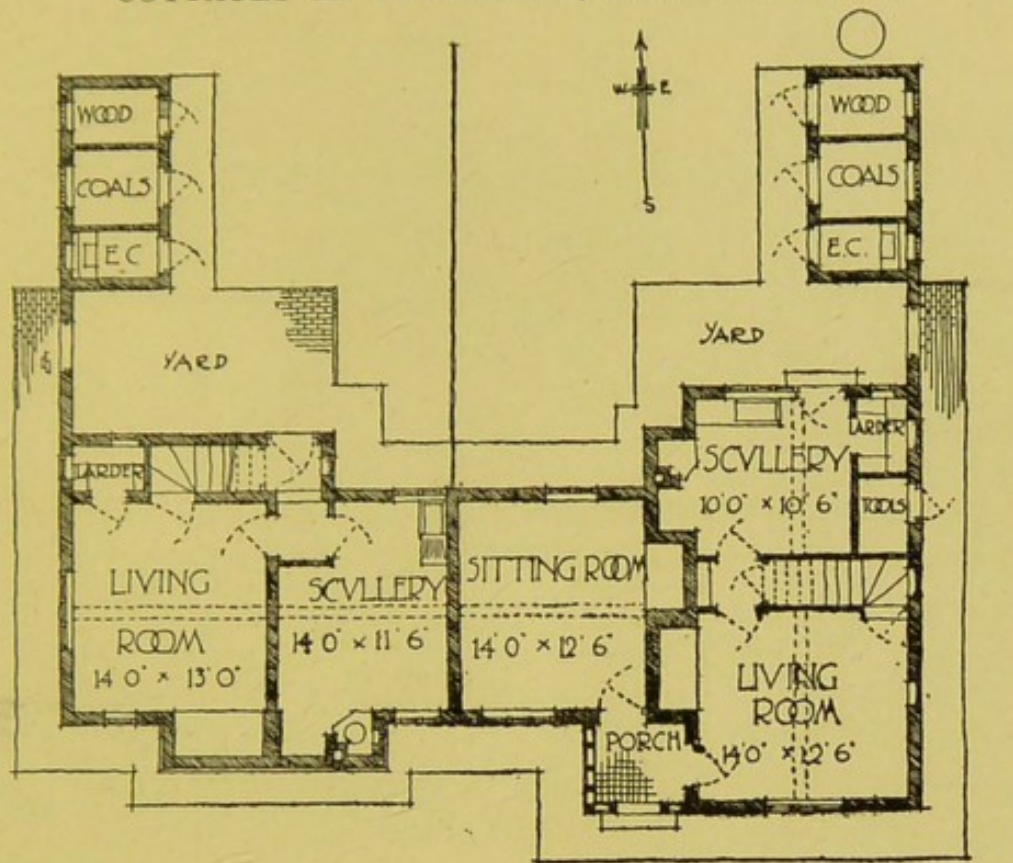 W E
S
WOOD
COALS
E.C
YARD
LARDER
LIVING
ROOM
14'0" × 13'0"
SCVLLERY
14'0" × 11'6"
SITTING ROOM
14'0" × 12'6"
WOOD
COALS
E.C.
YARD
SCVLLERY
10'0" × 10'6"
LARDER
TOOLS
LIVING
ROOM
14'0" × 12'6"
PORCH